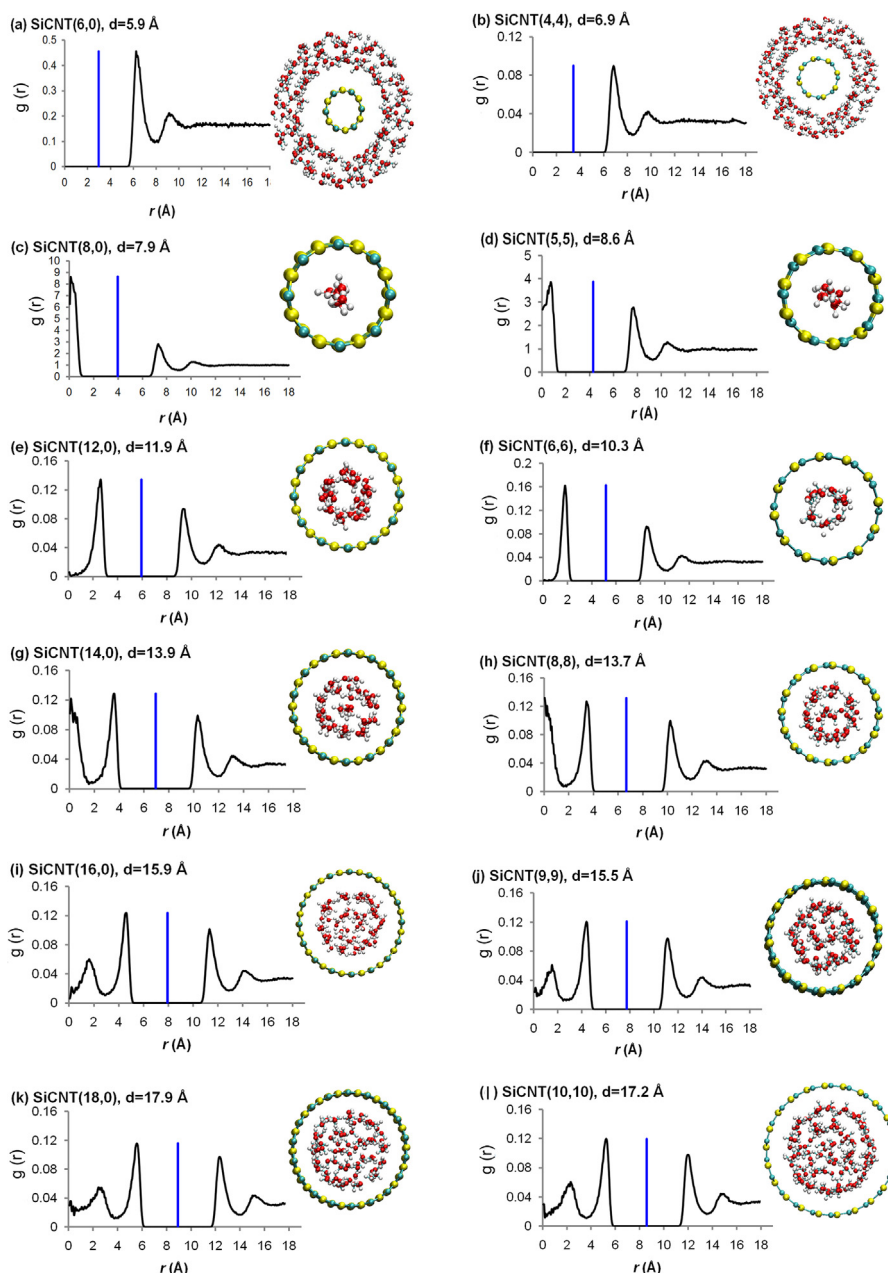 (a) SiCNT(6,0), d=5.9 Å
g (r)
0.5
0.4
0.3
0.2
0.1
0
0 2 4 6 8 10 12 14 16 18
r (Å)
(b) SiCNT(4,4), d=6.9 Å
g (r)
0.12
0.08
0.04
0
0 2 4 6 8 10 12 14 16 18
r (Å)
(c) SiCNT(8,0), d=7.9 Å
g (r)
10
9
8
7
6
5
4
3
2
1
0
0 2 4 6 8 10 12 14 16 18
r (Å)
(d) SiCNT(5,5), d=8.6 Å
g (r)
5
4
3
2
1
0
0 2 4 6 8 10 12 14 16 18
r (Å)
(e) SiCNT(12,0), d=11.9 Å
g (r)
0.16
0.12
0.08
0.04
0
0 2 4 6 8 10 12 14 16 18
r (Å)
(f) SiCNT(6,6), d=10.3 Å
g (r)
0.2
0.16
0.12
0.08
0.04
0
0 2 4 6 8 10 12 14 16 18
r (Å)
(g) SiCNT(14,0), d=13.9 Å
g (r)
0.16
0.12
0.08
0.04
0
0 2 4 6 8 10 12 14 16 18
r (Å)
(h) SiCNT(8,8), d=13.7 Å
g (r)
0.16
0.12
0.08
0.04
0
0 2 4 6 8 10 12 14 16 18
r (Å)
(i) SiCNT(16,0), d=15.9 Å
g (r)
0.16
0.12
0.08
0.04
0
0 2 4 6 8 10 12 14 16 18
r (Å)
(j) SiCNT(9,9), d=15.5 Å
g (r)
0.16
0.12
0.08
0.04
0
0 2 4 6 8 10 12 14 16 18
r (Å)
(k) SiCNT(18,0), d=17.9 Å
g (r)
0.16
0.12
0.08
0.04
0
0 2 4 6 8 10 12 14 16 18
r (Å)
(l) SiCNT(10,10), d=17.2 Å
g (r)
0.16
0.12
0.08
0.04
0
0 2 4 6 8 10 12 14 16 18
r (Å)